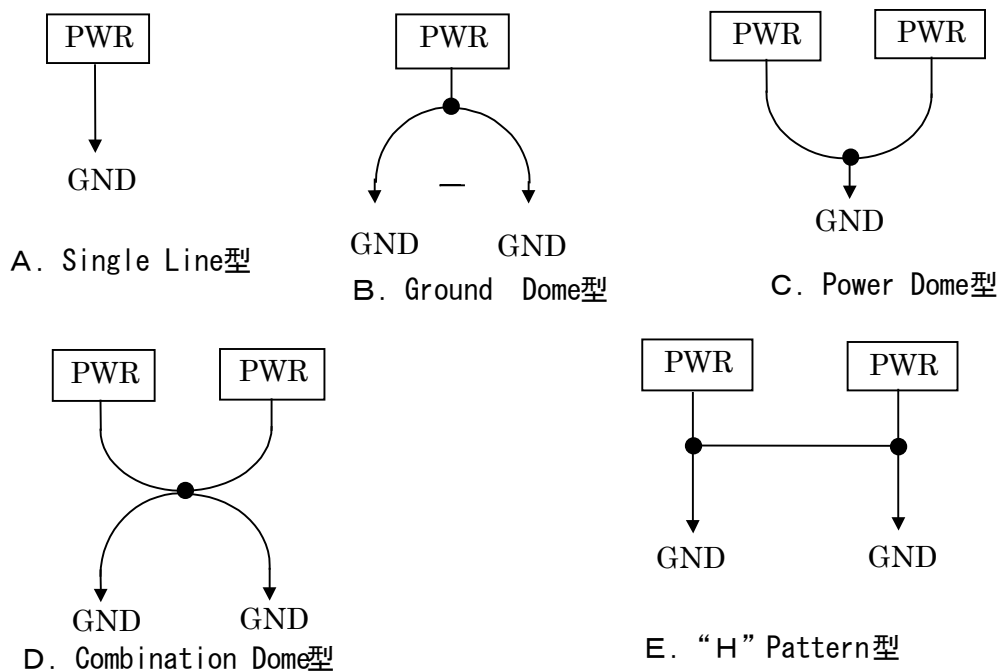 PWR
GND
A. Single Line型
PWR
GND GND
B. Ground Dome型
PWR PWR
GND
C. Power Dome型
PWR PWR
GND GND
D. Combination Dome型
PWR PWR
GND GND
E. “H” Pattern型